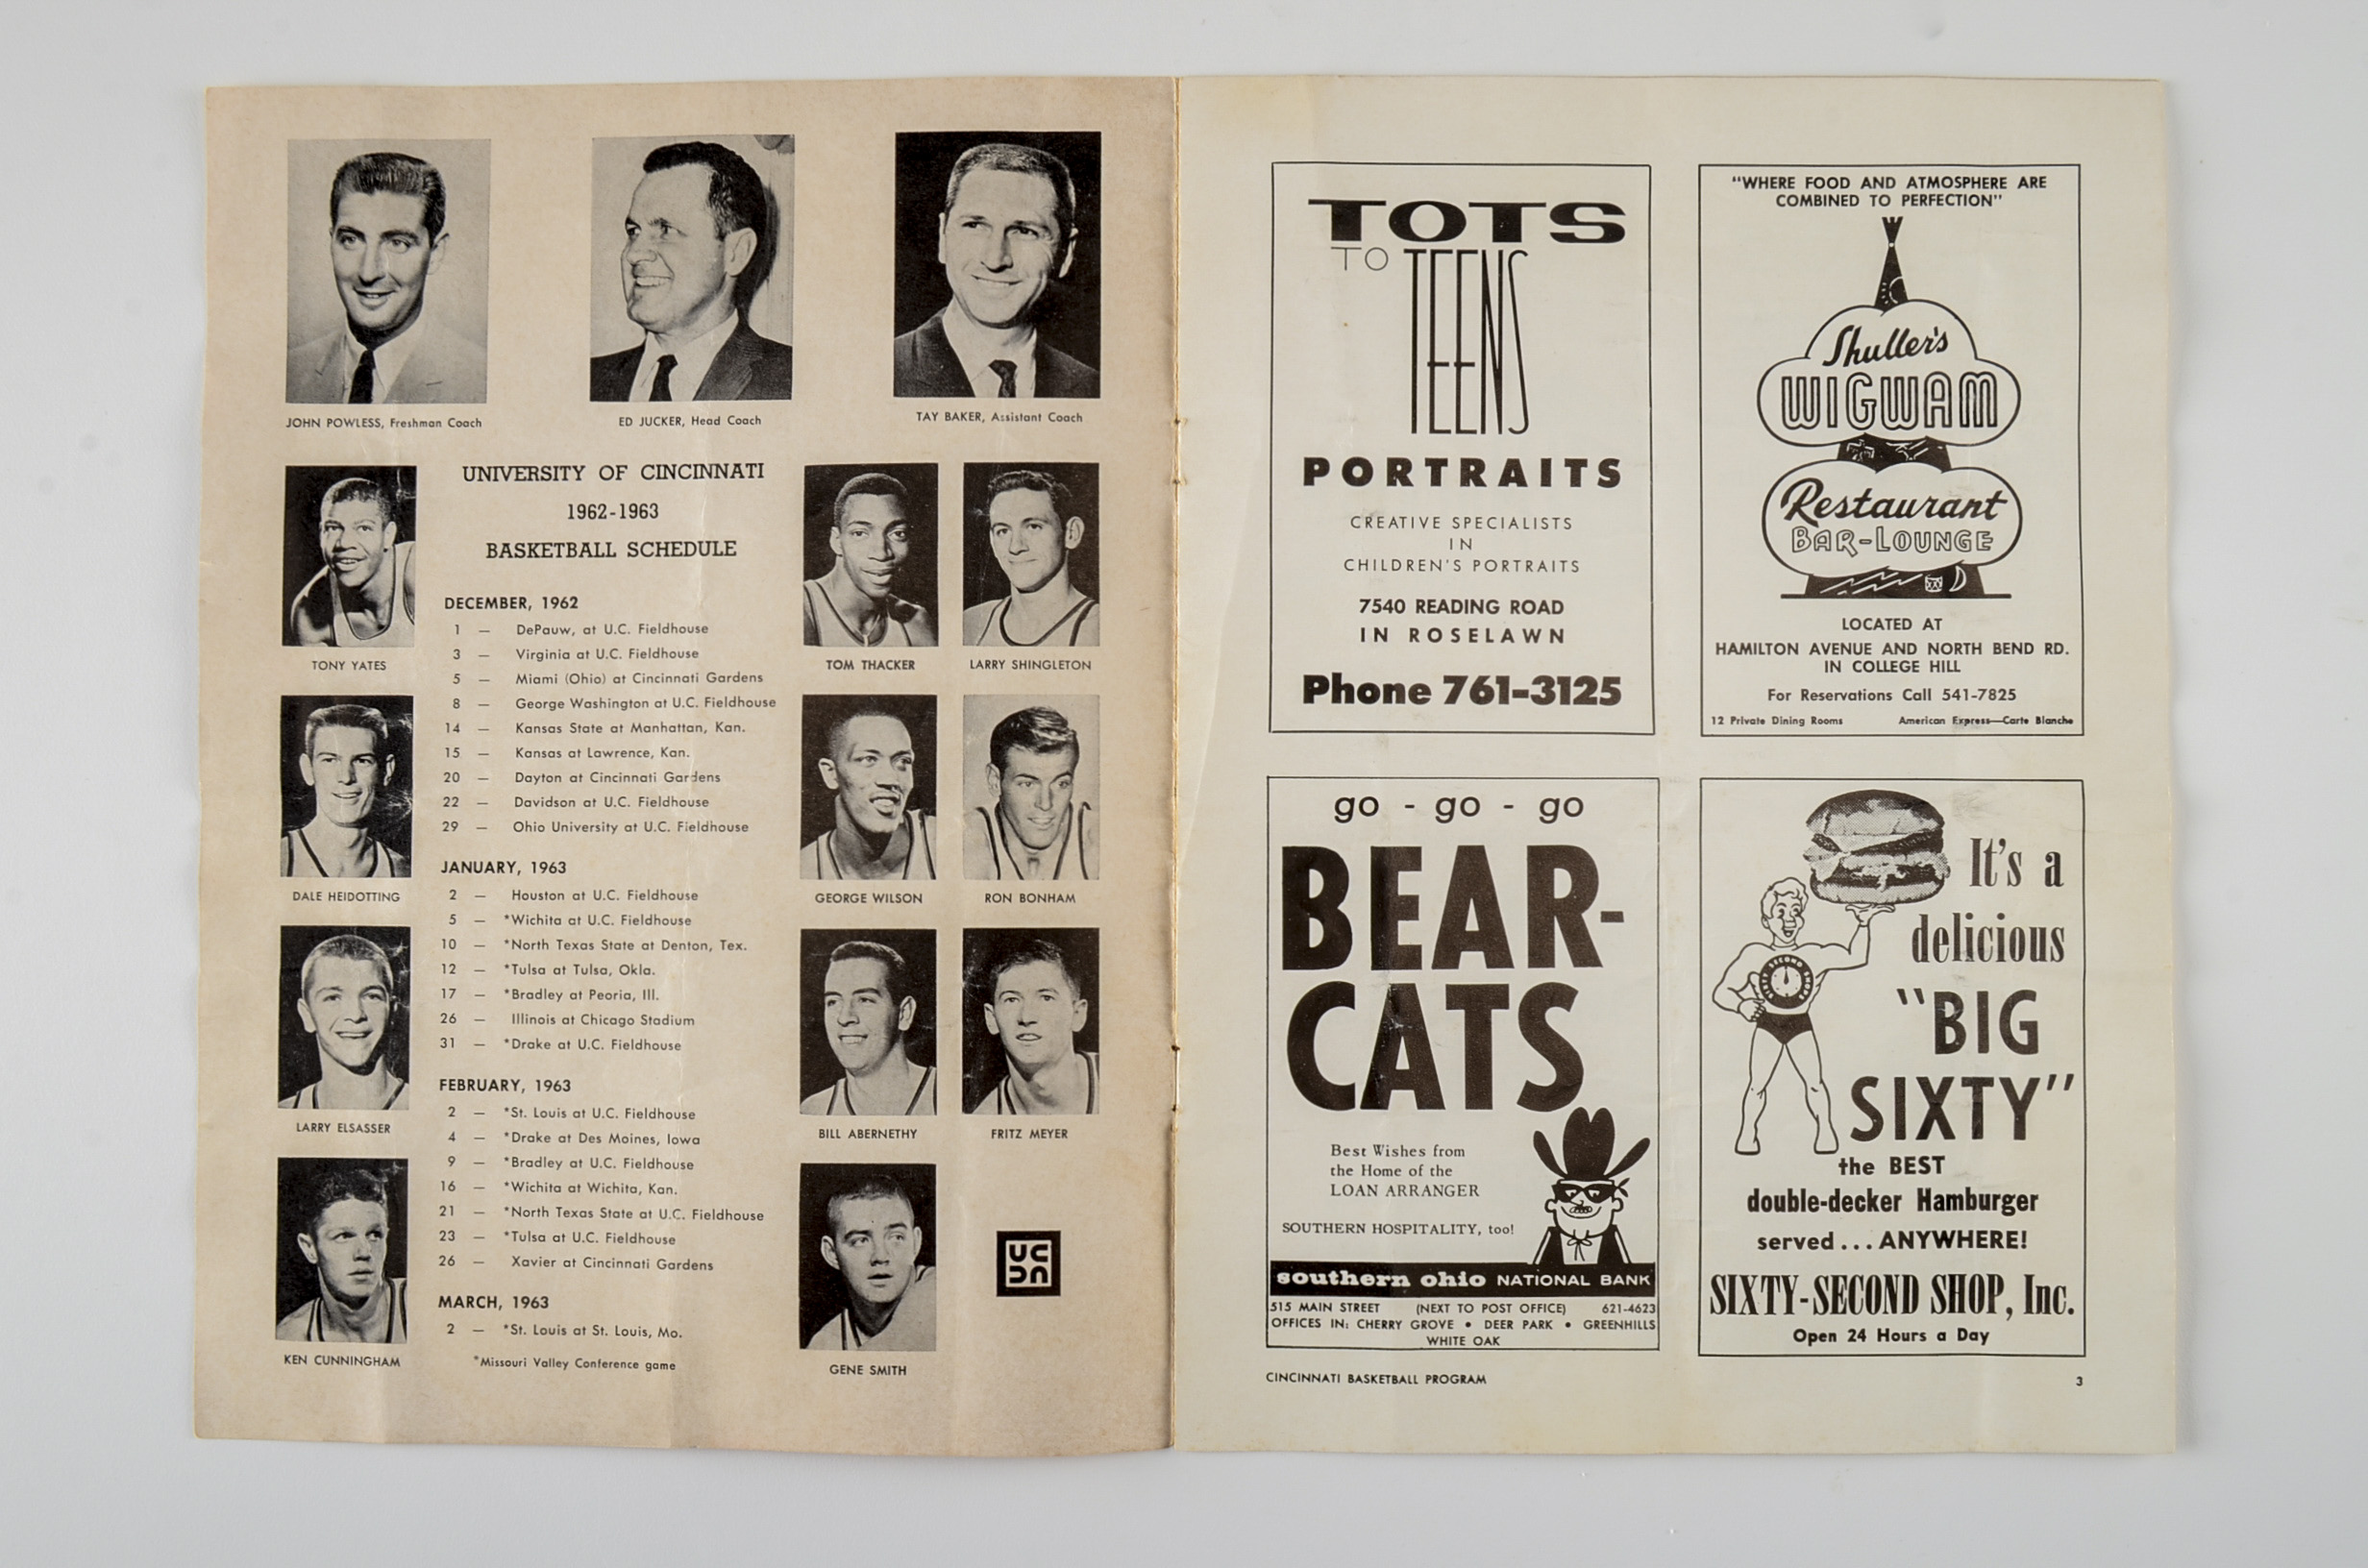 JOHN POWLESS, Freshman Coach
ED JUCKER, Head Coach
TAY BAKER, Assistant Coach
UNIVERSITY OF CINCINNATI
1962-1963
BASKETBALL SCHEDULE
TONY YATES
TOM THACKER
LARRY SHINGLETON
DALE HEIDOTTING
GEORGE WILSON
RON BONHAM
LARRY ELSASSER
BILL ABERNETHY
FRITZ MEYER
KEN CUNNINGHAM
GENE SMITH
DECEMBER, 1962
1 — DePauw, at U.C. Fieldhouse
3 — Virginia at U.C. Fieldhouse
5 — Miami (Ohio) at Cincinnati Gardens
8 — George Washington at U.C. Fieldhouse
14 — Kansas State at Manhattan, Kan.
15 — Kansas at Lawrence, Kan.
20 — Dayton at Cincinnati Gardens
22 — Davidson at U.C. Fieldhouse
29 — Ohio University at U.C. Fieldhouse
JANUARY, 1963
2 — Houston at U.C. Fieldhouse
5 — *Wichita at U.C. Fieldhouse
10 — *North Texas State at Denton, Tex.
12 — *Tulsa at Tulsa, Okla.
17 — *Bradley at Peoria, Ill.
26 — Illinois at Chicago Stadium
31 — *Drake at U.C. Fieldhouse
FEBRUARY, 1963
2 — *St. Louis at U.C. Fieldhouse
4 — *Drake at Des Moines, Iowa
9 — *Bradley at U.C. Fieldhouse
16 — *Wichita at Wichita, Kan.
21 — *North Texas State at U.C. Fieldhouse
23 — *Tulsa at U.C. Fieldhouse
26 — Xavier at Cincinnati Gardens
MARCH, 1963
2 — *St. Louis at St. Louis, Mo.
*Missouri Valley Conference game
UC
TOTS
TO TEENS
PORTRAITS
CREATIVE SPECIALISTS
IN
CHILDREN'S PORTRAITS
7540 READING ROAD
IN ROSELAWN
Phone 761-3125
"WHERE FOOD AND ATMOSPHERE ARE
COMBINED TO PERFECTION"
Shuller's
WIGWAM
Restaurant
BAR-LOUNGE
LOCATED AT
HAMILTON AVENUE AND NORTH BEND RD.
IN COLLEGE HILL
For Reservations Call 541-7825
12 Private Dining Rooms American Express—Carte Blanche
go - go - go
BEAR-
CATS
Best Wishes from
the Home of the
LOAN ARRANGER
SOUTHERN HOSPITALITY, too!
southern ohio NATIONAL BANK
515 MAIN STREET (NEXT TO POST OFFICE) 621-4623
OFFICES IN: CHERRY GROVE • DEER PARK • GREENHILLS
WHITE OAK
It's a
delicious
"BIG
SIXTY"
the BEST
double-decker Hamburger
served...ANYWHERE!
SIXTY-SECOND SHOP, Inc.
Open 24 Hours a Day
CINCINNATI BASKETBALL PROGRAM
3